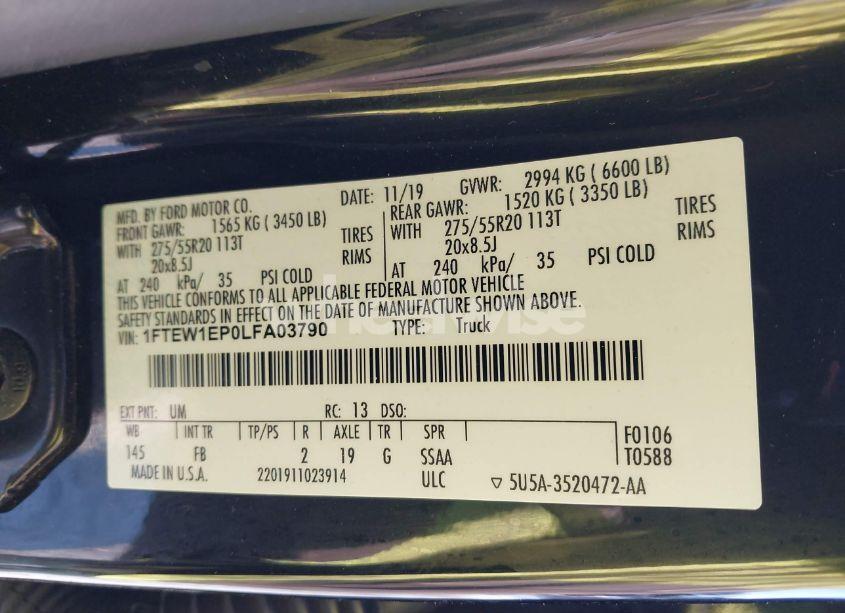 MFD. BY FORD MOTOR CO. DATE: 11/19 GVWR: 2994 KG ( 6600 LB)
FRONT GAWR: 1565 KG ( 3450 LB) REAR GAWR: 1520 KG ( 3350 LB)
WITH 275/55R20 113T TIRES WITH 275/55R20 113T TIRES
20x8.5J RIMS 20x8.5J RIMS
AT 240 kPa/ 35 PSI COLD AT 240 kPa/ 35 PSI COLD
THIS VEHICLE CONFORMS TO ALL APPLICABLE FEDERAL MOTOR VEHICLE
SAFETY STANDARDS IN EFFECT ON THE DATE OF MANUFACTURE SHOWN ABOVE.
VIN: 1FTEW1EP0LFA03790 TYPE: Truck
EXT PNT: UM RC: 13 DSO:
WB INT TR TP/PS R AXLE TR SPR F0106
145 FB 2 19 G SSAA T0588
MADE IN U.S.A. 2201911023914 ULC ▽ 5U5A-3520472-AA